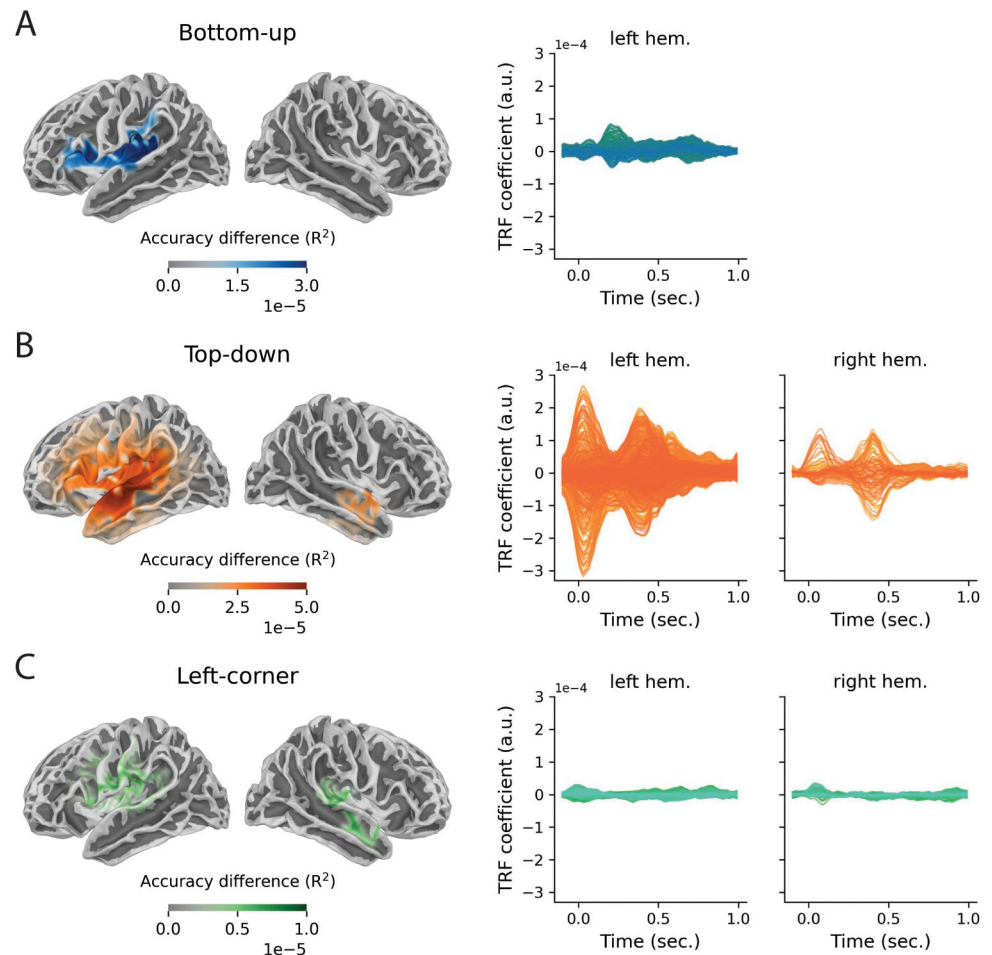 A
Bottom-up
Accuracy difference (R²)
0.0 1.5 3.0
1e−5
left hem.
1e−4
TRF coefficient (a.u.)
3
2
1
0
−1
−2
−3
0.0 0.5 1.0
Time (sec.)
B
Top-down
Accuracy difference (R²)
0.0 2.5 5.0
1e−5
left hem.
1e−4
TRF coefficient (a.u.)
3
2
1
0
−1
−2
−3
0.0 0.5 1.0
Time (sec.)
right hem.
0.0 0.5 1.0
Time (sec.)
C
Left-corner
Accuracy difference (R²)
0.0 0.5 1.0
1e−5
left hem.
1e−4
TRF coefficient (a.u.)
3
2
1
0
−1
−2
−3
0.0 0.5 1.0
Time (sec.)
right hem.
0.0 0.5 1.0
Time (sec.)